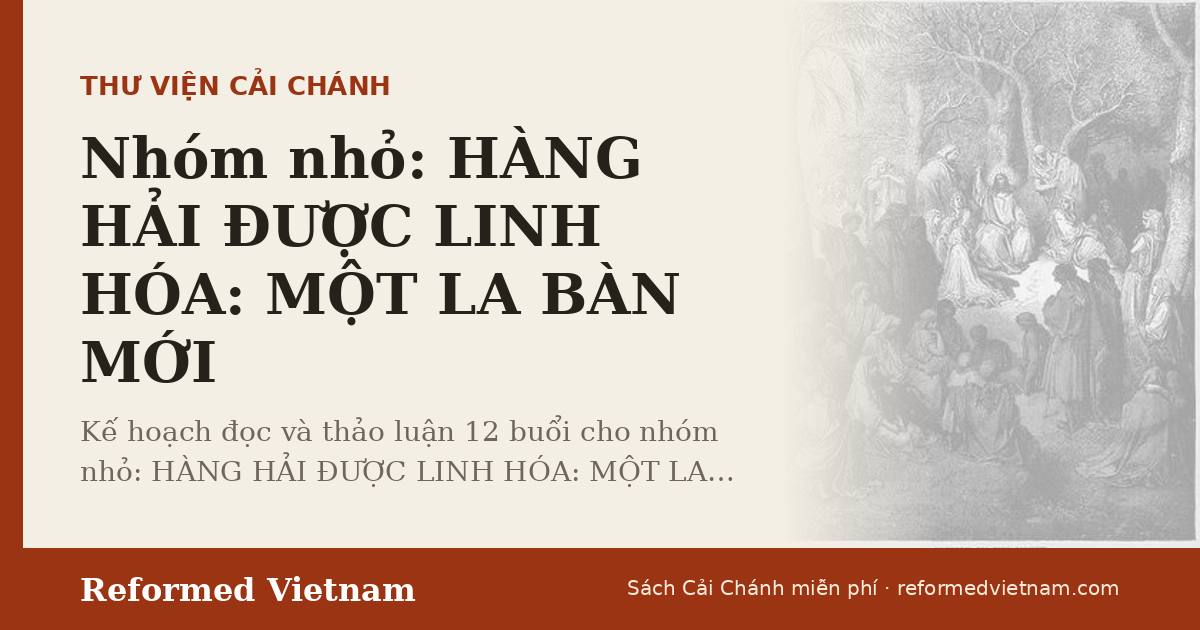 THƯ VIỆN CẢI CHÁNH
Nhóm nhỏ: HÀNG
HẢI ĐƯỢC LINH
HÓA: MỘT LA BÀN
MỚI
Kế hoạch đọc và thảo luận 12 buổi cho nhóm
nhỏ: HÀNG HẢI ĐƯỢC LINH HÓA: MỘT LA…
Reformed Vietnam
Sách Cải Chánh miễn phí · reformedvietnam.com